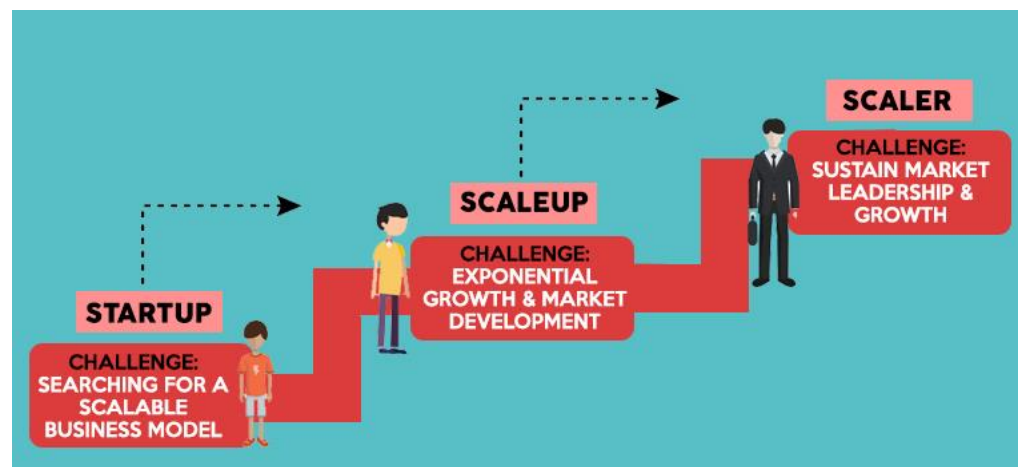 STARTUP
CHALLENGE:
SEARCHING FOR A
SCALABLE
BUSINESS MODEL
SCALEUP
CHALLENGE:
EXPONENTIAL
GROWTH & MARKET
DEVELOPMENT
SCALER
CHALLENGE:
SUSTAIN MARKET
LEADERSHIP &
GROWTH